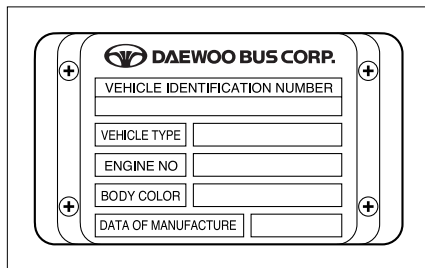 DAEWOO BUS CORP.
VEHICLE IDENTIFICATION NUMBER
VEHICLE TYPE
ENGINE NO
BODY COLOR
DATA OF MANUFACTURE